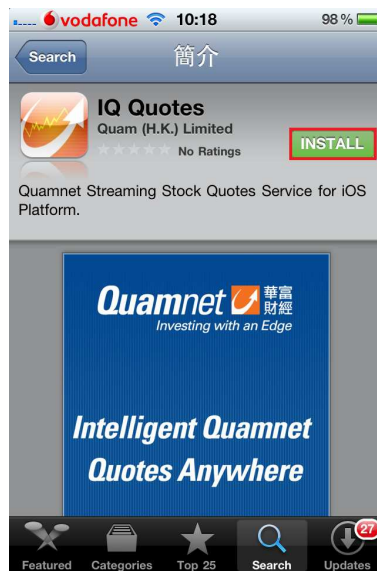 vodafone 10:18 98%
Search 簡介
IQ Quotes
Quam (H.K.) Limited
No Ratings
INSTALL
Quamnet Streaming Stock Quotes Service for iOS
Platform.
Quamnet 華富
財經
Investing with an Edge
Intelligent Quamnet
Quotes Anywhere
27
Featured Categories Top 25 Search Updates